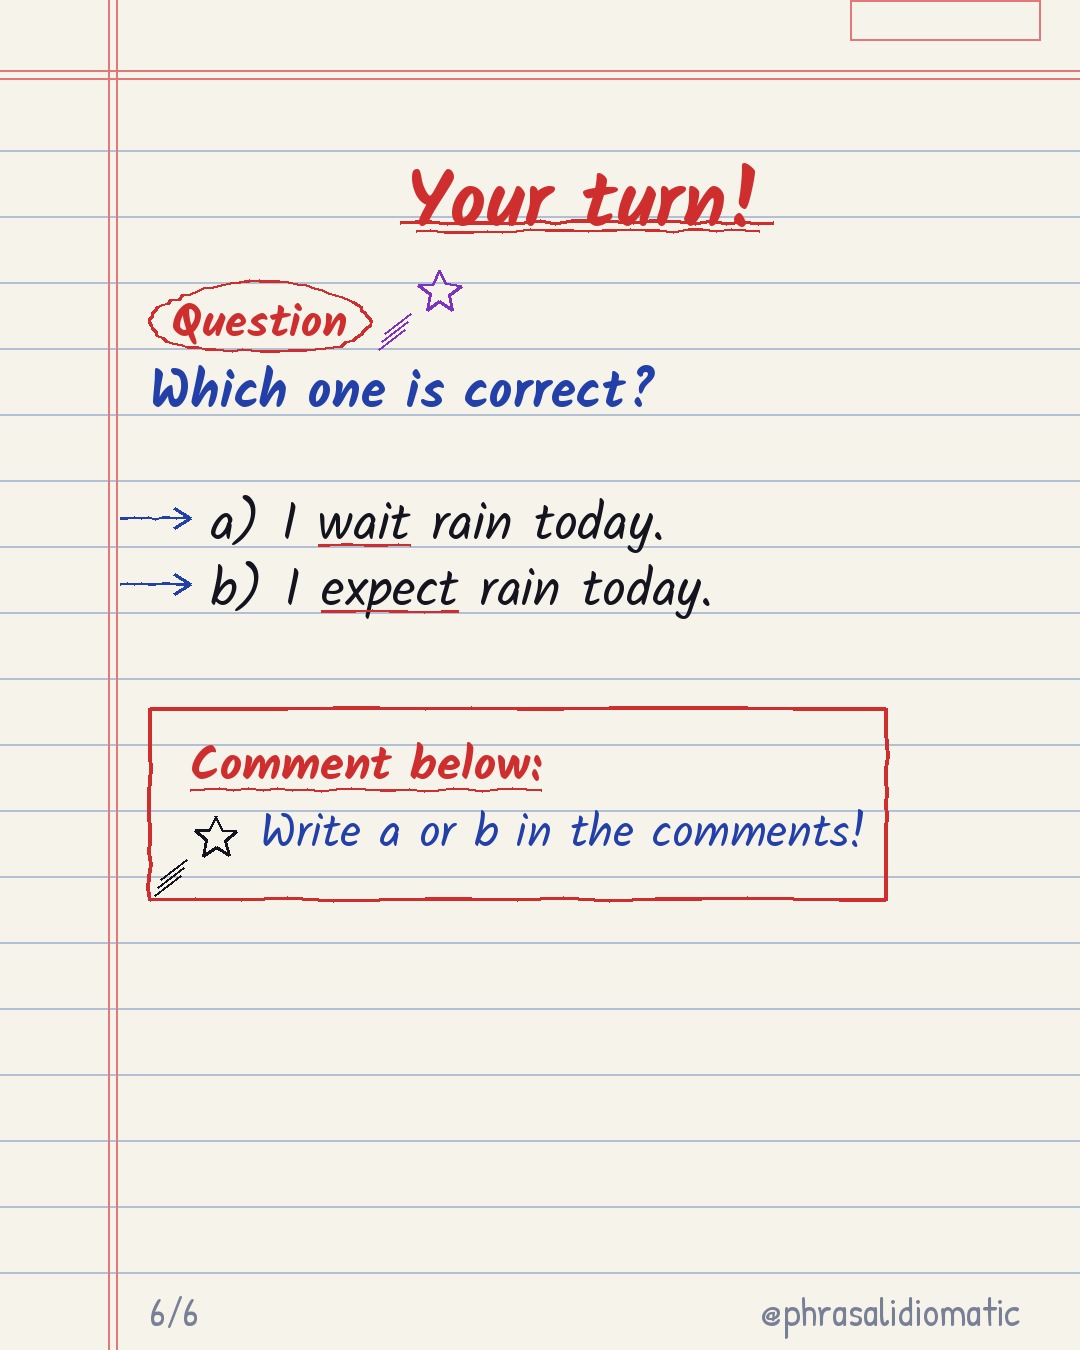 Your turn!
Question
Which one is correct?
a) I wait rain today.
b) I expect rain today.
Comment below:
Write a or b in the comments!
6/6
@phrasalidiomatic